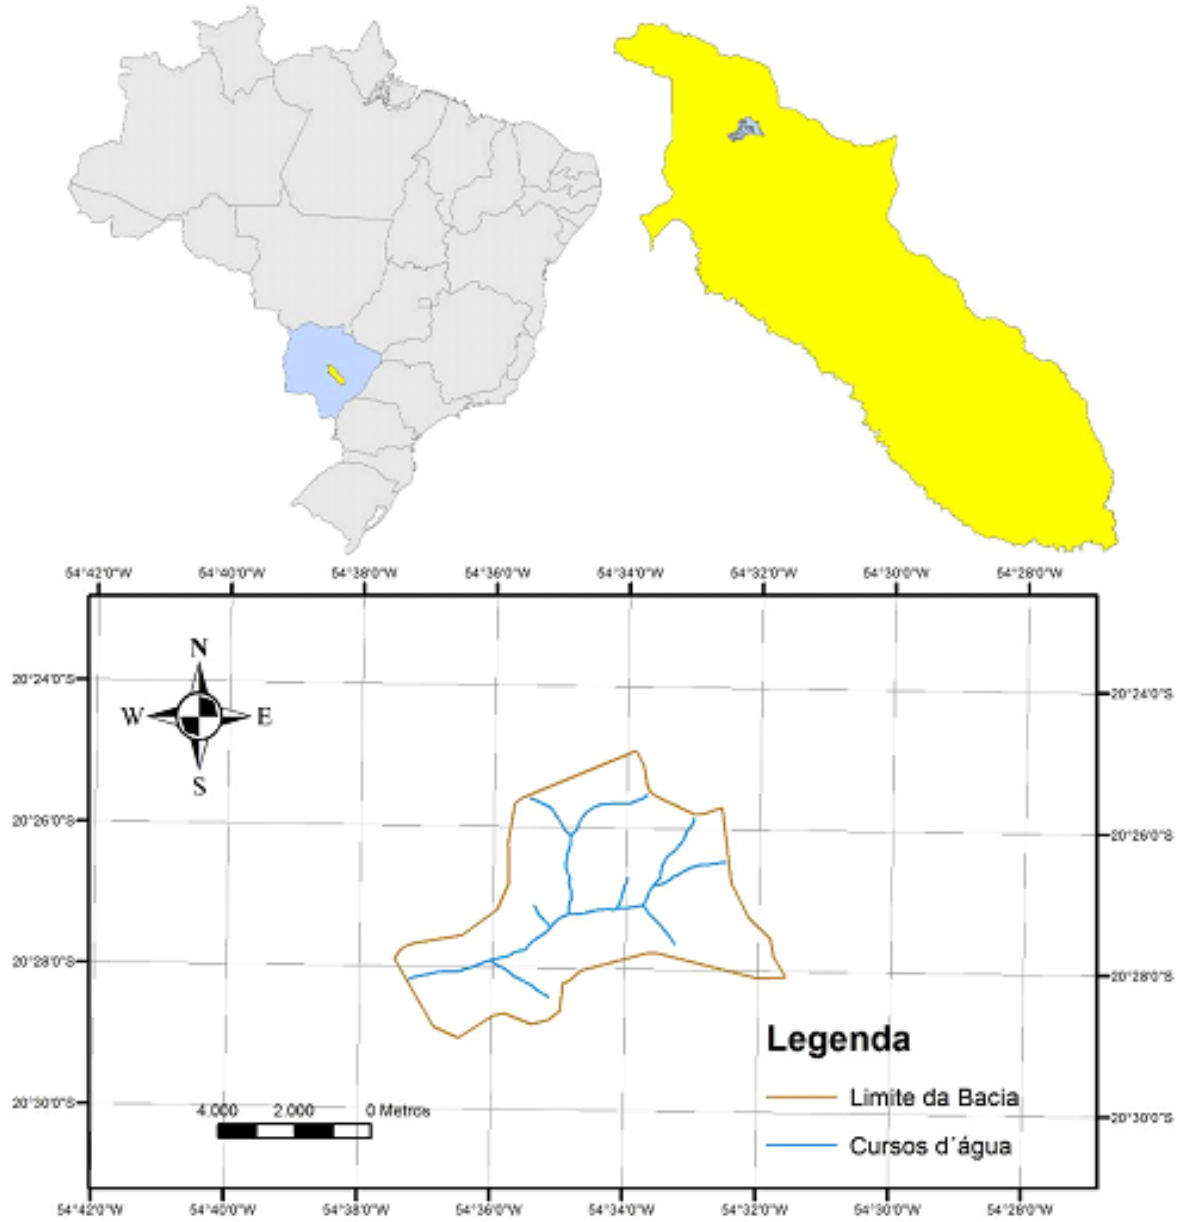 54°42'0"W 54°40'0"W 54°38'0"W 54°36'0"W 54°34'0"W 54°32'0"W 54°30'0"W 54°28'0"W
N
W E
S
20°24'0"S 20°24'0"S
20°26'0"S 20°26'0"S
20°28'0"S 20°28'0"S
Legenda
Limite da Bacia
Cursos d´água
4.000 2.000 0 Metros
20°30'0"S 20°30'0"S
54°42'0"W 54°40'0"W 54°38'0"W 54°36'0"W 54°34'0"W 54°32'0"W 54°30'0"W 54°28'0"W